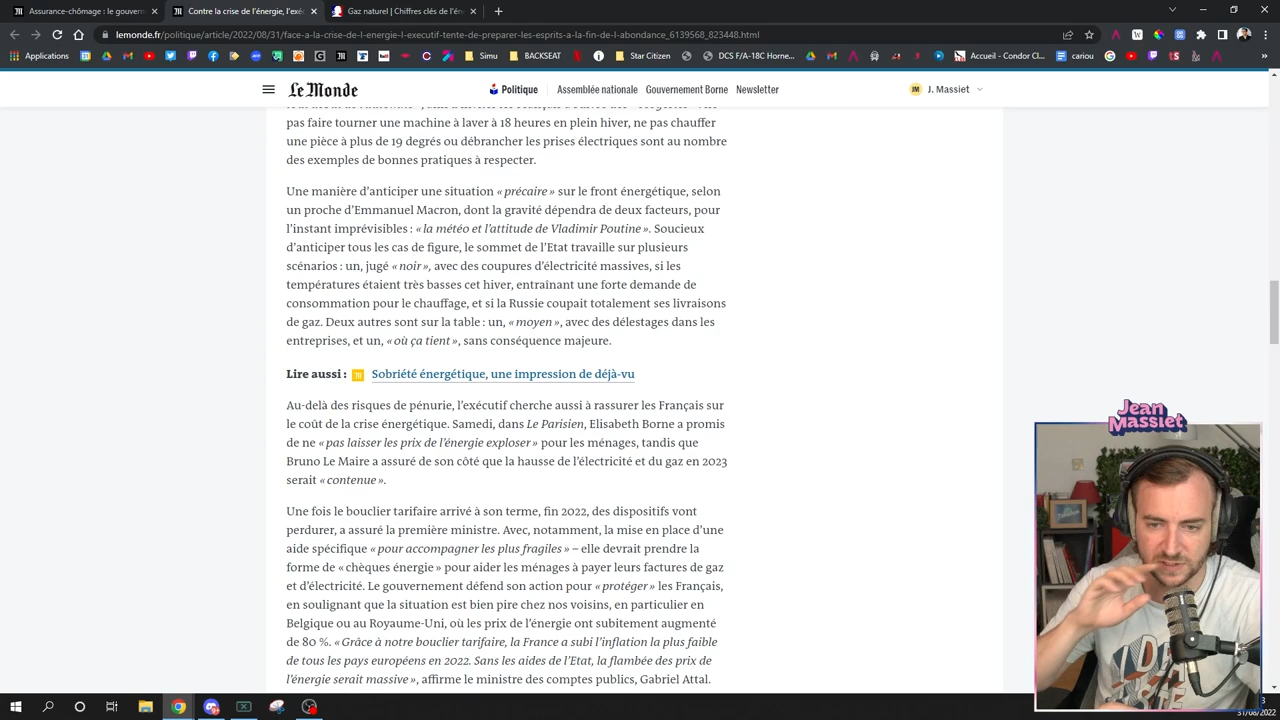 Assurance-chômage : le gouver
Contre la crise de l'énergie, l'exéc
Gaz naturel | Chiffres clés de l'én
lemonde.fr/politique/article/2022/08/31/face-a-la-crise-de-l-energie-l-executif-tente-de-preparer-les-esprits-a-la-fin-de-l-abondance_6139568_823448.html
Applications
Simu
BACKSEAT
Star Citizen
DCS F/A-18C Horne...
Accueil – Condor Cl...
cariou
Le Monde
Politique
Assemblée nationale
Gouvernement Borne
Newsletter
JM
J. Massiet
pas faire tourner une machine à laver à 18 heures en plein hiver, ne pas chauffer
une pièce à plus de 19 degrés ou débrancher les prises électriques sont au nombre
des exemples de bonnes pratiques à respecter.
Une manière d'anticiper une situation « précaire » sur le front énergétique, selon
un proche d'Emmanuel Macron, dont la gravité dépendra de deux facteurs, pour
l'instant imprévisibles : « la météo et l'attitude de Vladimir Poutine ». Soucieux
d'anticiper tous les cas de figure, le sommet de l'Etat travaille sur plusieurs
scénarios : un, jugé « noir », avec des coupures d'électricité massives, si les
températures étaient très basses cet hiver, entraînant une forte demande de
consommation pour le chauffage, et si la Russie coupait totalement ses livraisons
de gaz. Deux autres sont sur la table : un, « moyen », avec des délestages dans les
entreprises, et un, « où ça tient », sans conséquence majeure.
Lire aussi : Sobriété énergétique, une impression de déjà-vu
Au-delà des risques de pénurie, l'exécutif cherche aussi à rassurer les Français sur
le coût de la crise énergétique. Samedi, dans Le Parisien, Elisabeth Borne a promis
de ne « pas laisser les prix de l'énergie exploser » pour les ménages, tandis que
Bruno Le Maire a assuré de son côté que la hausse de l'électricité et du gaz en 2023
serait « contenue ».
Une fois le bouclier tarifaire arrivé à son terme, fin 2022, des dispositifs vont
perdurer, a assuré la première ministre. Avec, notamment, la mise en place d'une
aide spécifique « pour accompagner les plus fragiles » – elle devrait prendre la
forme de « chèques énergie » pour aider les ménages à payer leurs factures de gaz
et d'électricité. Le gouvernement défend son action pour « protéger » les Français,
en soulignant que la situation est bien pire chez nos voisins, en particulier en
Belgique ou au Royaume-Uni, où les prix de l'énergie ont subitement augmenté
de 80 %. « Grâce à notre bouclier tarifaire, la France a subi l'inflation la plus faible
de tous les pays européens en 2022. Sans les aides de l'Etat, la flambée des prix de
l'énergie serait massive », affirme le ministre des comptes publics, Gabriel Attal.
Jean
Massiet
31/08/2022